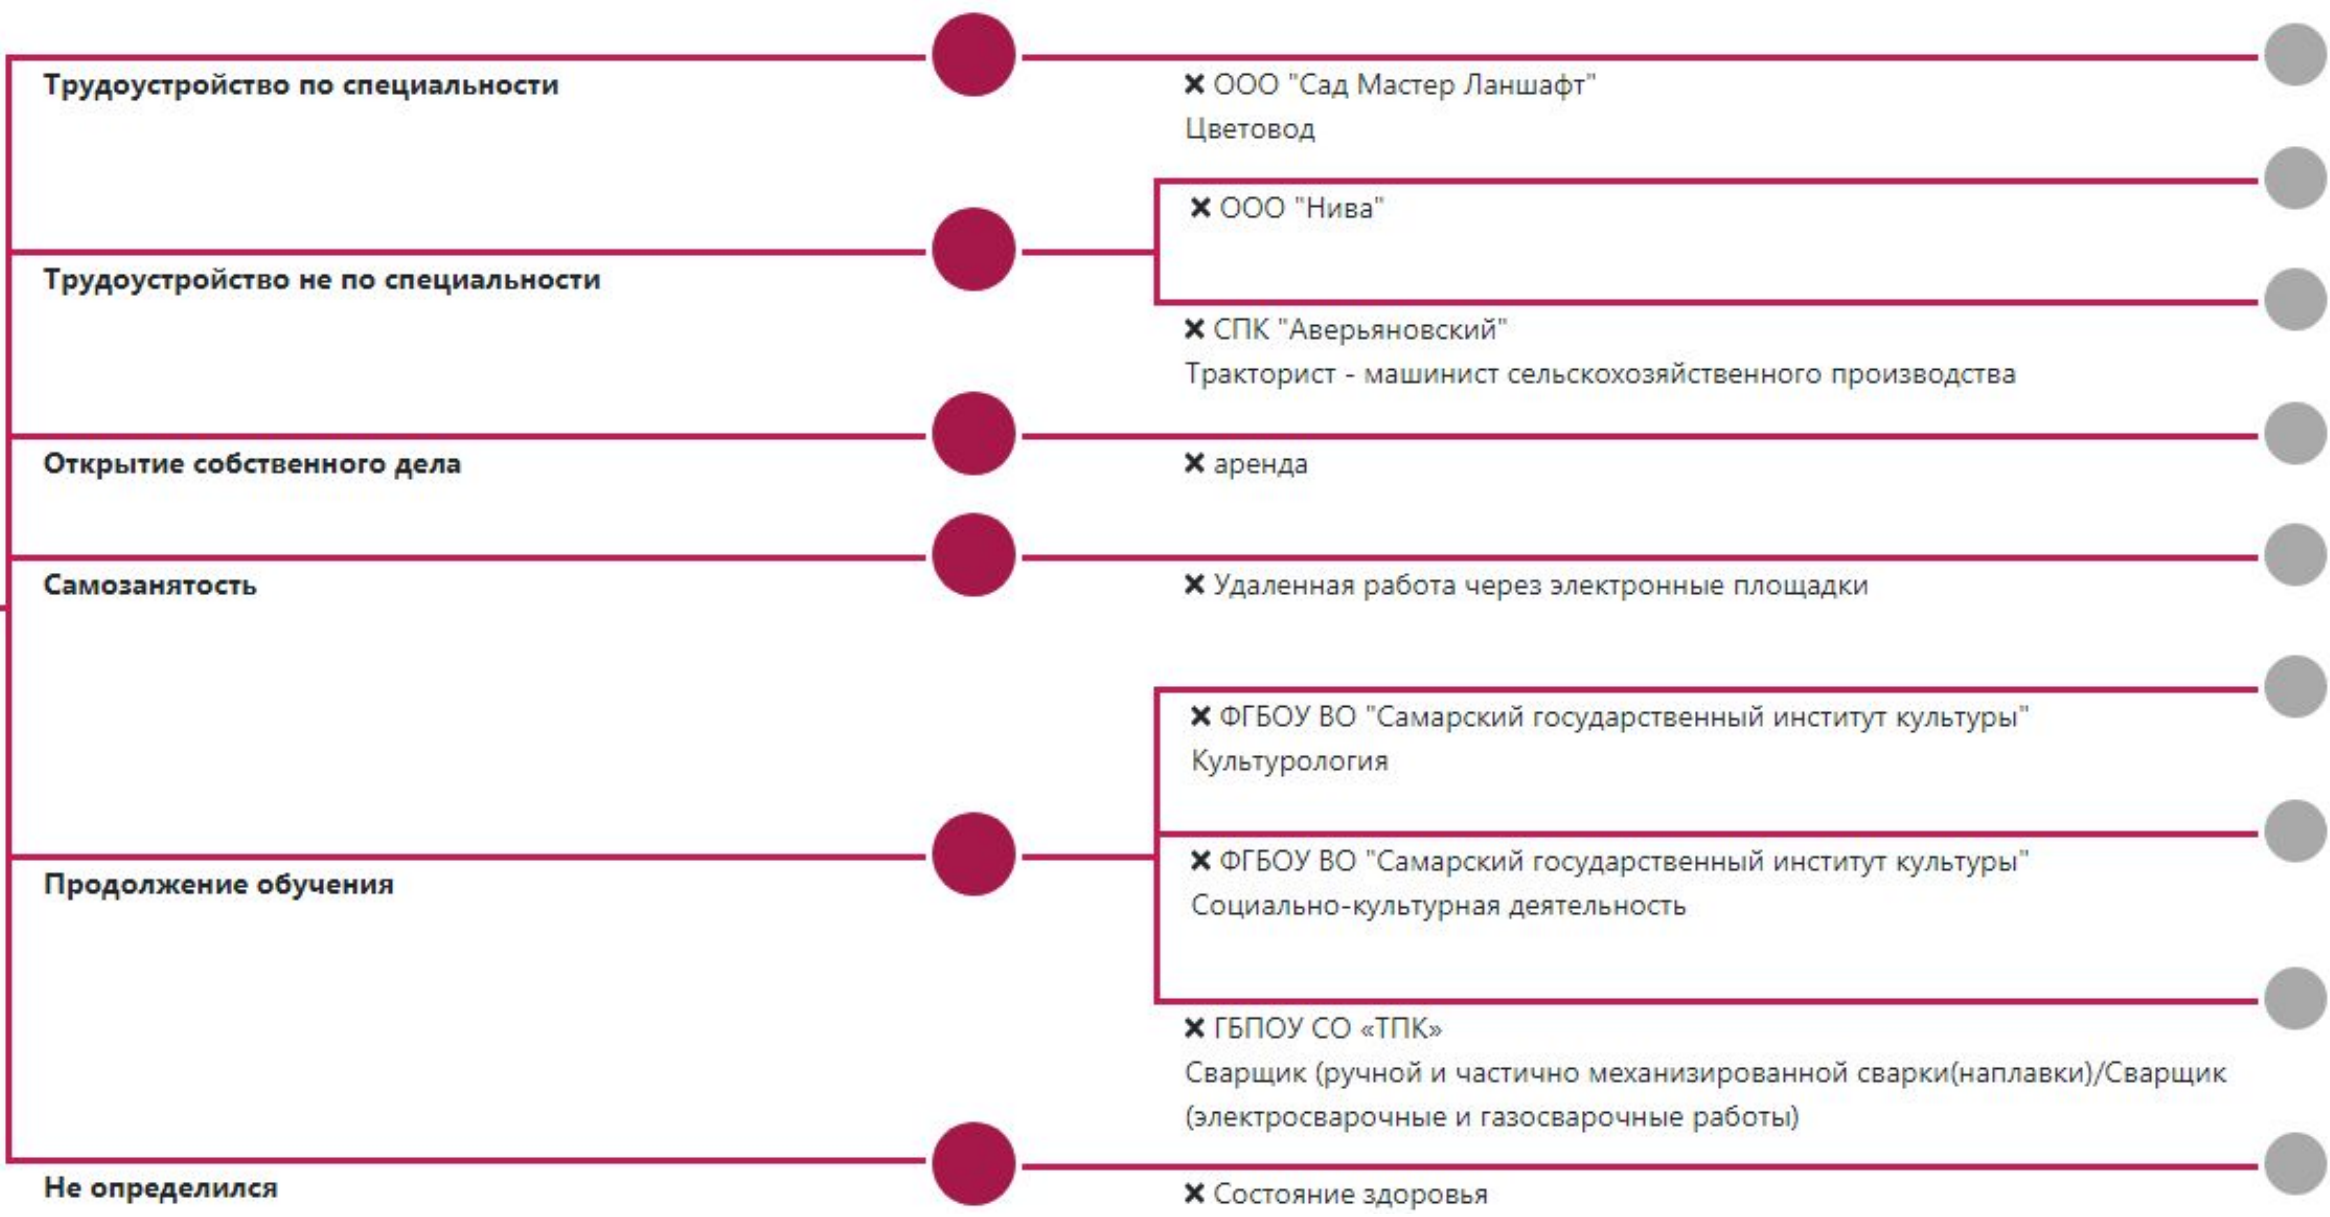 Трудоустройство по специальности
✖ ООО "Сад Мастер Ланшафт"
Цветовод
✖ ООО "Нива"
Трудоустройство не по специальности
✖ СПК "Аверьяновский"
Тракторист - машинист сельскохозяйственного производства
Открытие собственного дела
✖ аренда
Самозанятость
✖ Удаленная работа через электронные площадки
✖ ФГБОУ ВО "Самарский государственный институт культуры"
Культурология
Продолжение обучения
✖ ФГБОУ ВО "Самарский государственный институт культуры"
Социально-культурная деятельность
✖ ГБПОУ СО «ТПК»
Сварщик (ручной и частично механизированной сварки(наплавки)/Сварщик
(электросварочные и газосварочные работы)
Не определился
✖ Состояние здоровья